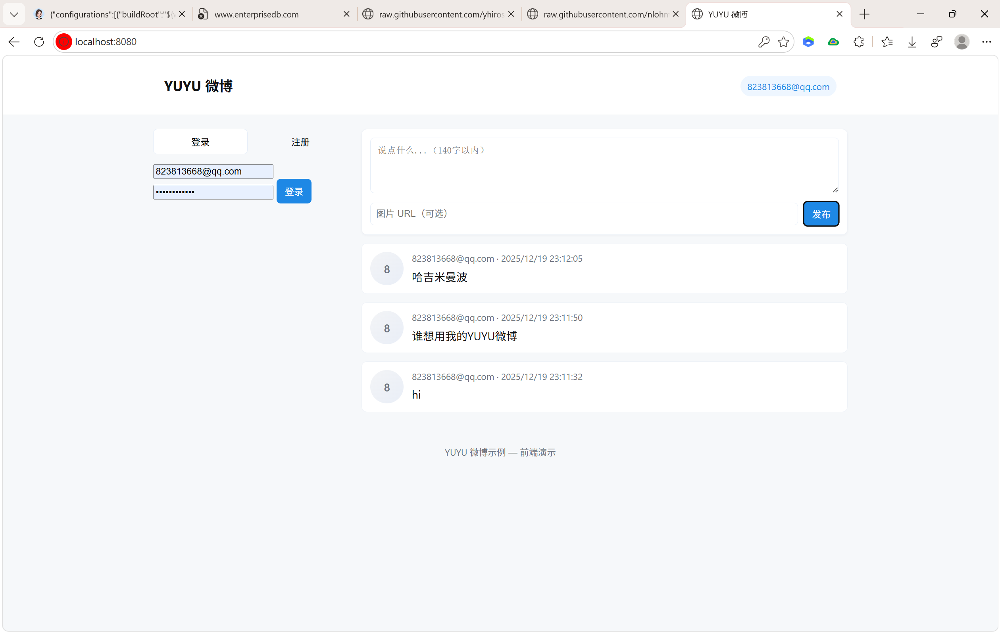 {"configurations":[{"buildRoot":"${
www.enterprisedb.com
raw.githubusercontent.com/yhiros
raw.githubusercontent.com/nlohm
YUYU 微博
localhost:8080
YUYU 微博
823813668@qq.com
登录
注册
823813668@qq.com
••••••••••••
登录
说点什么...（140字以内）
图片 URL（可选）
发布
8
823813668@qq.com · 2025/12/19 23:12:05
哈吉米曼波
8
823813668@qq.com · 2025/12/19 23:11:50
谁想用我的YUYU微博
8
823813668@qq.com · 2025/12/19 23:11:32
hi
YUYU 微博示例 — 前端演示